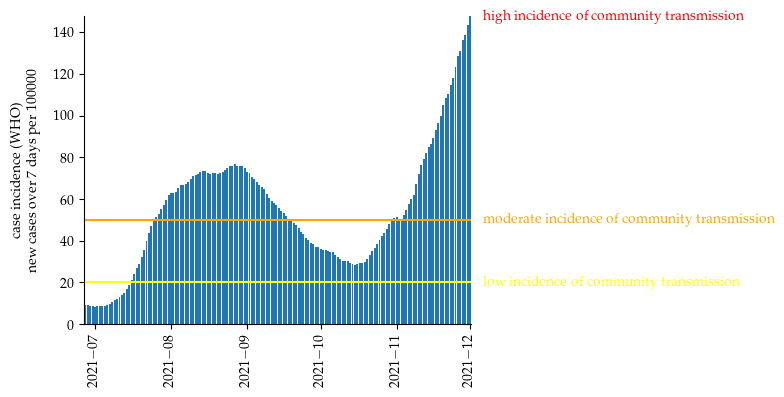 high incidence of community transmission
140
120
100
80
60
40
20
0
case incidence (WHO)
new cases over 7 days per 100000
moderate incidence of community transmission
low incidence of community transmission
2021−07
2021−08
2021−09
2021−10
2021−11
2021−12